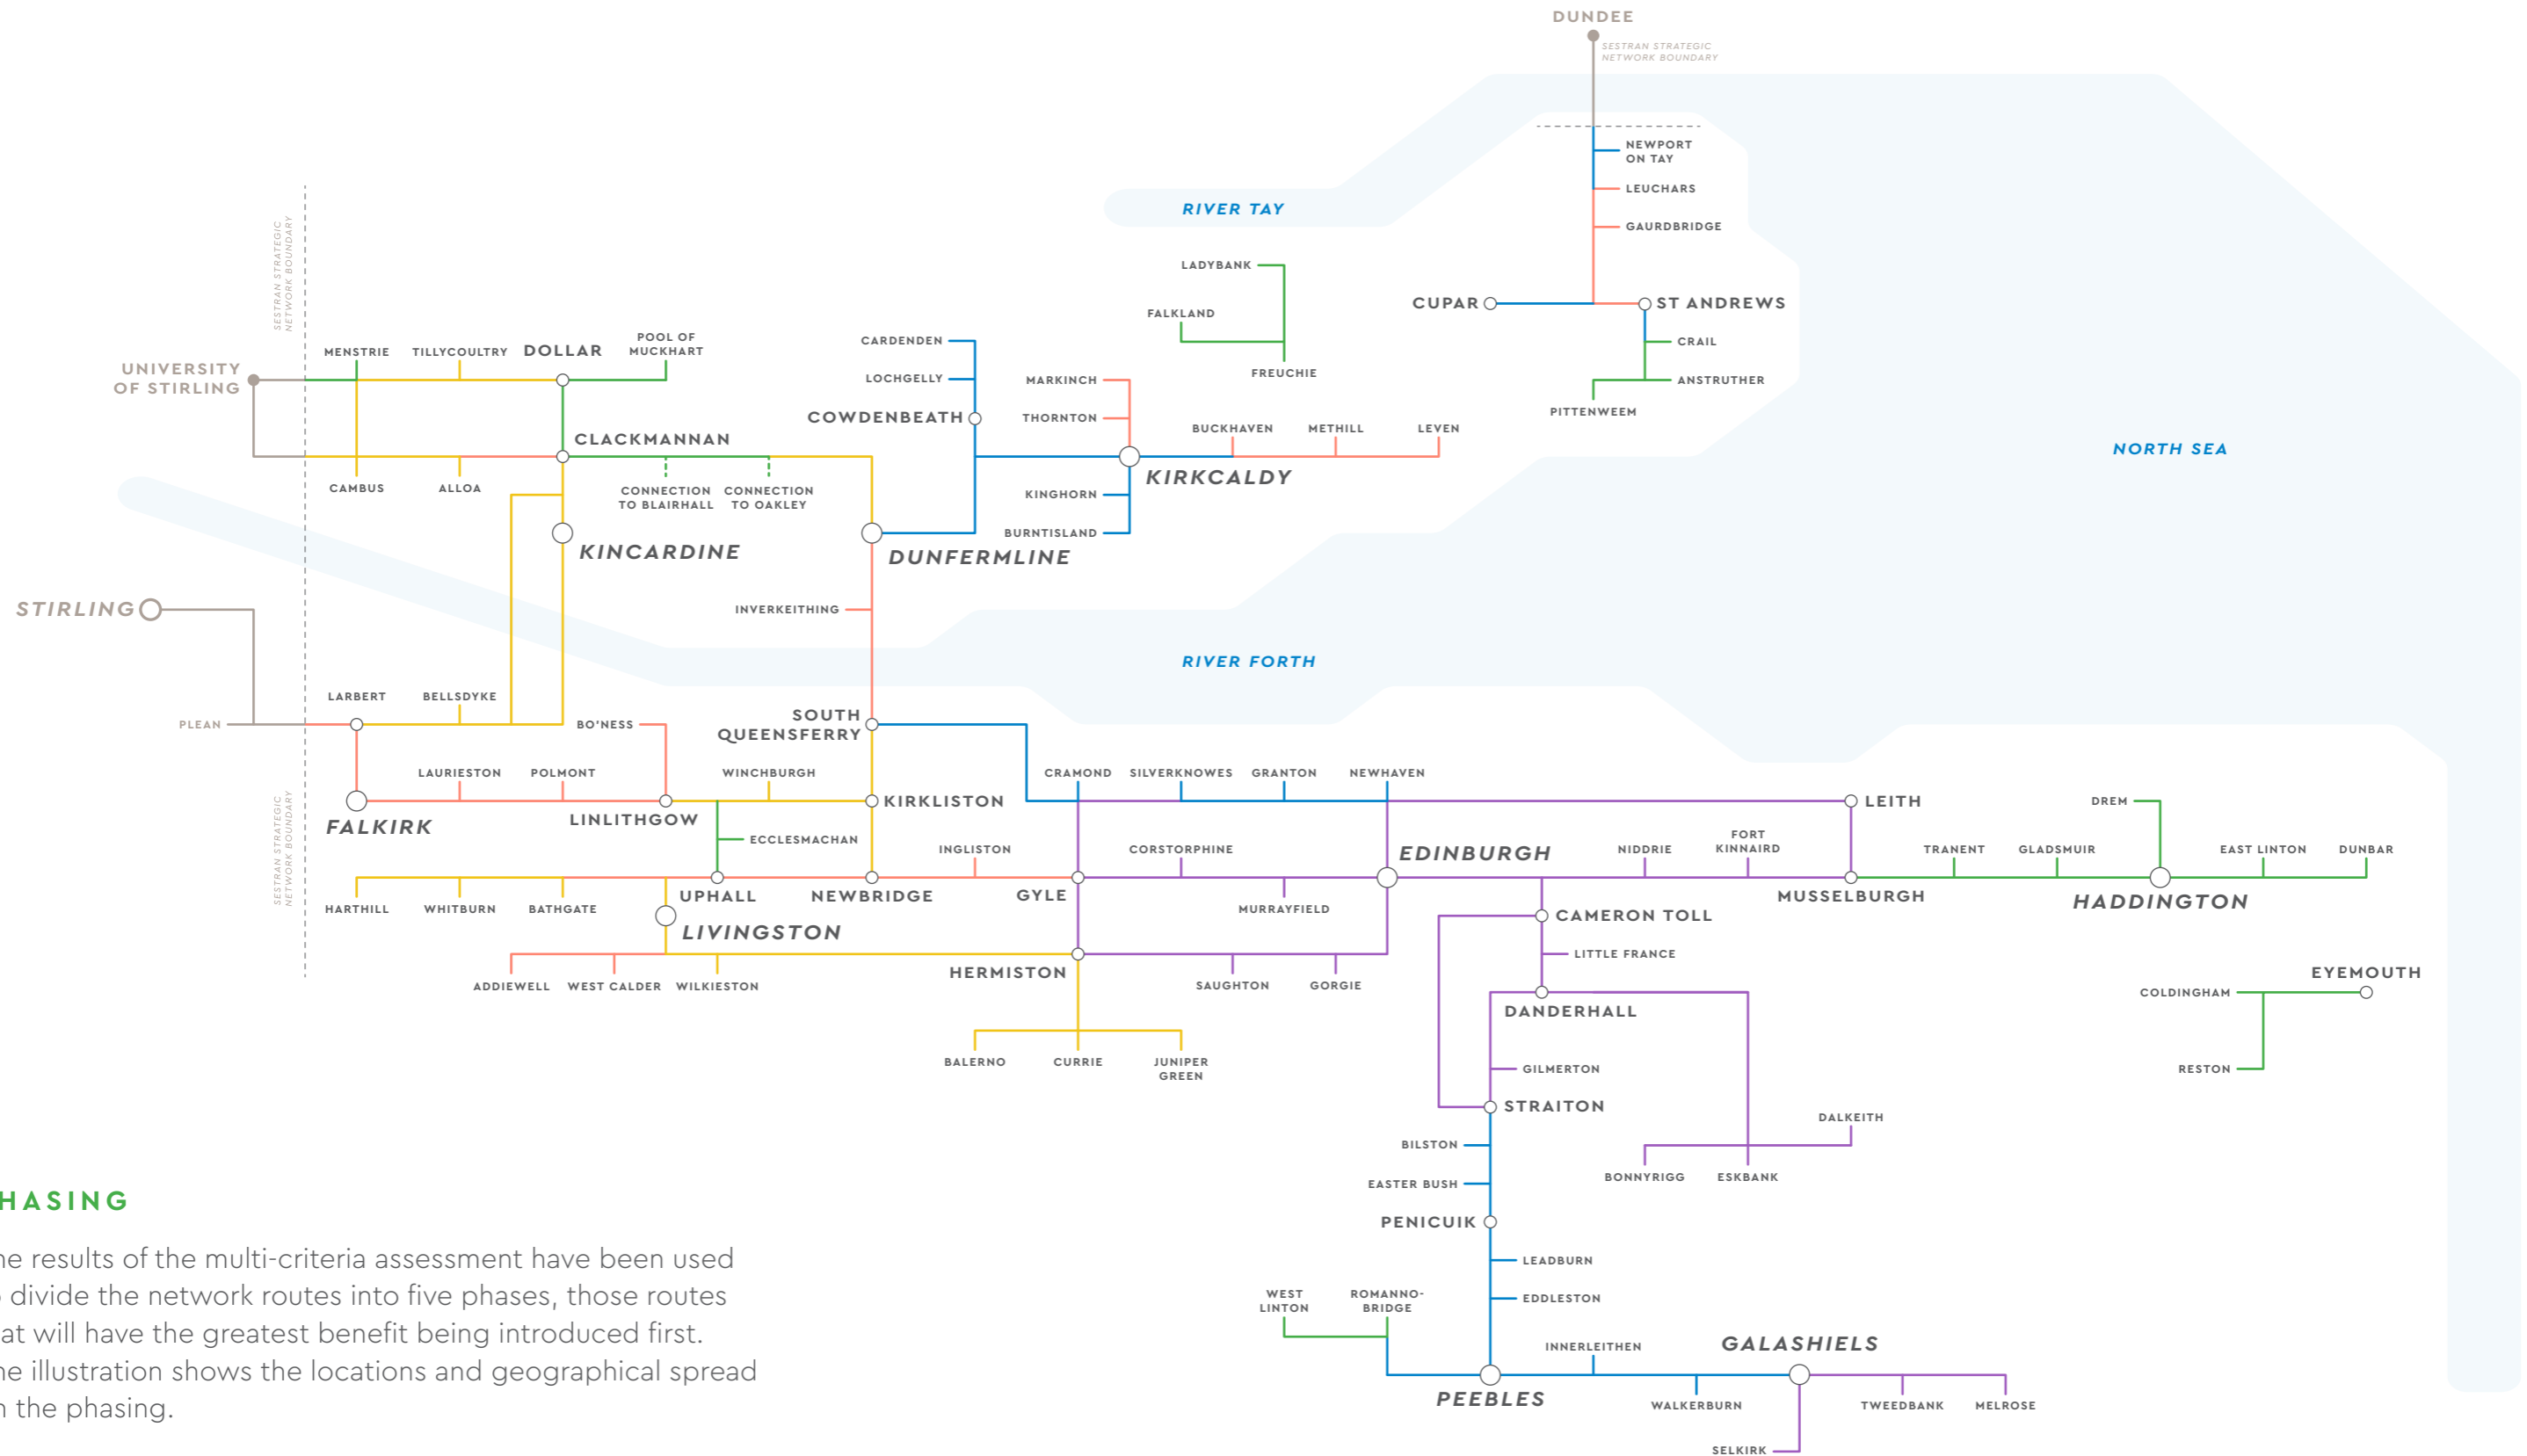 DUNDEE
SESTRAN STRATEGIC
NETWORK BOUNDARY
NEWPORT
ON TAY
LEUCHARS
GAURDBRIDGE
RIVER TAY
SESTRAN STRATEGIC
NETWORK BOUNDARY
LADYBANK
FALKLAND
FREUCHIE
CUPAR
ST ANDREWS
CRAIL
ANSTRUTHER
PITTENWEEM
NORTH SEA
UNIVERSITY
OF STIRLING
MENSTRIE
TILLYCOULTRY
DOLLAR
POOL OF
MUCKHART
CARDENDEN
LOCHGELLY
COWDENBEATH
MARKINCH
THORNTON
BUCKHAVEN
METHILL
LEVEN
CLACKMANNAN
KIRKCALDY
CAMBUS
ALLOA
CONNECTION
TO BLAIRHALL
CONNECTION
TO OAKLEY
KINGHORN
BURNTISLAND
KINCARDINE
DUNFERMLINE
STIRLING
INVERKEITHING
RIVER FORTH
PLEAN
LARBERT
BELLSDYKE
BO'NESS
SOUTH
QUEENSFERRY
LAURIESTON
POLMONT
WINCHBURGH
CRAMOND
SILVERKNOWES
GRANTON
NEWHAVEN
KIRKLISTON
LEITH
DREM
FALKIRK
LINLITHGOW
SESTRAN STRATEGIC
NETWORK BOUNDARY
ECCLESMACHAN
INGLISTON
CORSTORPHINE
EDINBURGH
NIDDRIE
FORT
KINNAIRD
TRANENT
GLADSMUIR
EAST LINTON
DUNBAR
HARTHILL
WHITBURN
BATHGATE
UPHALL
NEWBRIDGE
GYLE
MURRAYFIELD
MUSSELBURGH
HADDINGTON
LIVINGSTON
CAMERON TOLL
LITTLE FRANCE
ADDIEWELL
WEST CALDER
WILKIESTON
HERMISTON
SAUGHTON
GORGIE
DANDERHALL
COLDINGHAM
EYEMOUTH
RESTON
BALERNO
CURRIE
JUNIPER
GREEN
GILMERTON
STRAITON
BILSTON
EASTER BUSH
PENICUIK
DALKEITH
BONNYRIGG
ESKBANK
LEADBURN
EDDLESTON
WEST
LINTON
ROMANNO-
BRIDGE
INNERLEITHEN
GALASHIELS
PEEBLES
WALKERBURN
TWEEDBANK
MELROSE
SELKIRK
HASING
he results of the multi-criteria assessment have been used
o divide the network routes into five phases, those routes
at will have the greatest benefit being introduced first.
he illustration shows the locations and geographical spread
n the phasing.